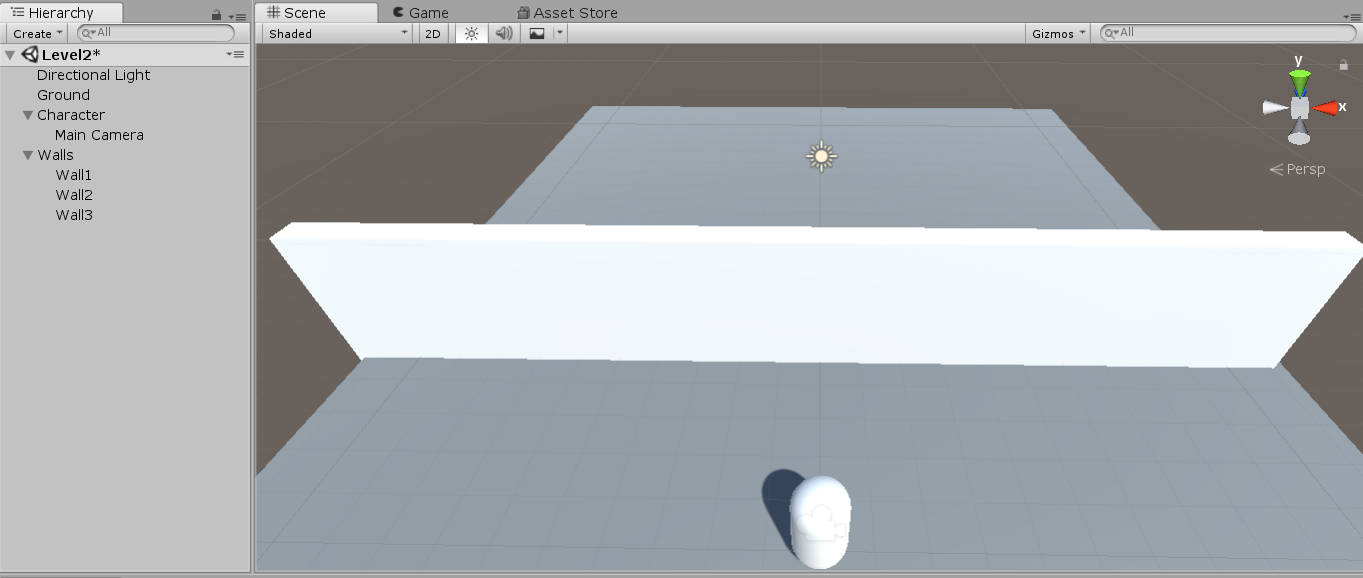 Hierarchy
Scene
Game
Asset Store
Create
All
Shaded
2D
Gizmos
All
Level2*
Directional Light
Ground
Character
Main Camera
Walls
Wall1
Wall2
Wall3
y
x
Persp